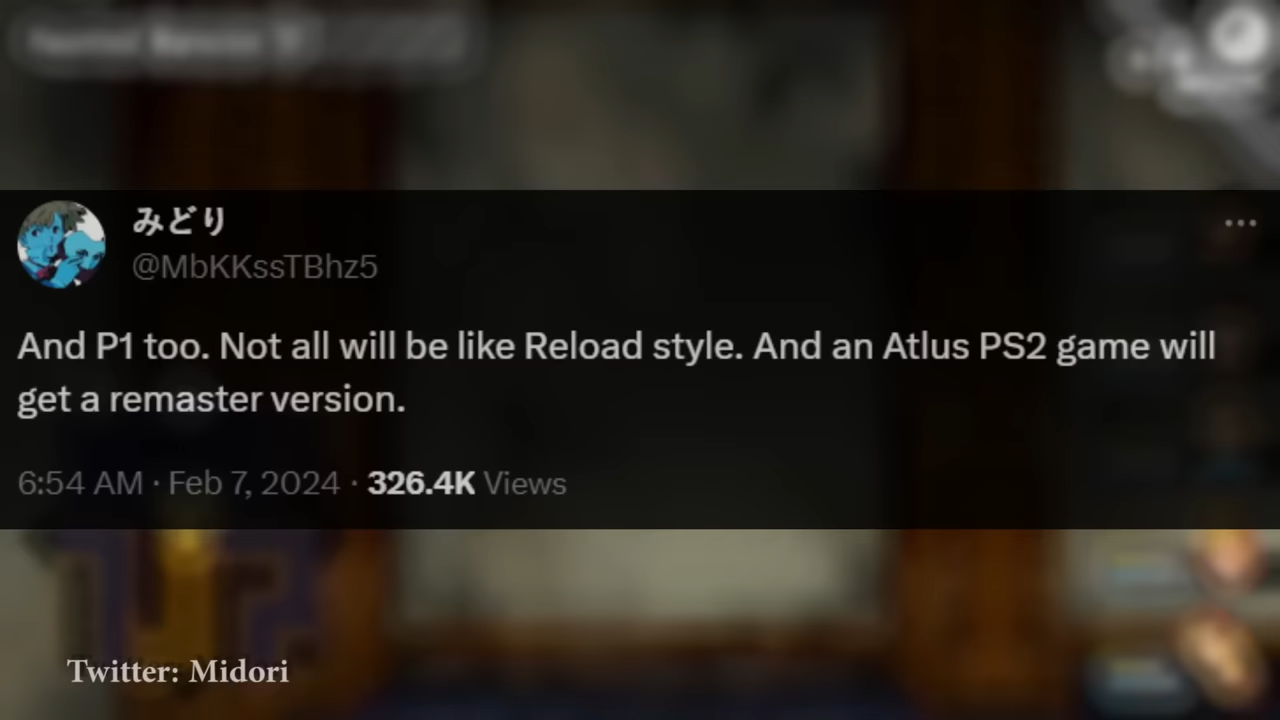 みどり
@MbKKssTBhz5
And P1 too. Not all will be like Reload style. And an Atlus PS2 game will
get a remaster version.
6:54 AM · Feb 7, 2024 · 326.4K Views
Twitter: Midori